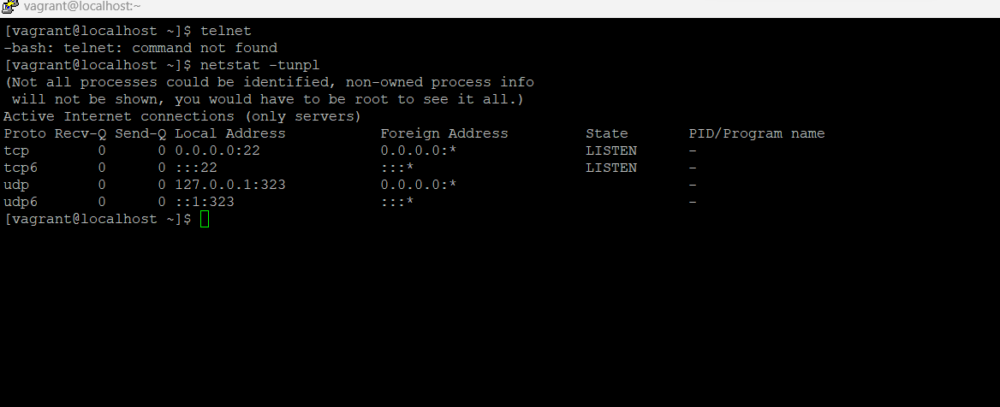 vagrant@localhost:~
[vagrant@localhost ~]$ telnet
-bash: telnet: command not found
[vagrant@localhost ~]$ netstat -tunpl
(Not all processes could be identified, non-owned process info
 will not be shown, you would have to be root to see it all.)
Active Internet connections (only servers)
Proto Recv-Q Send-Q Local Address           Foreign Address         State       PID/Program name
tcp        0      0 0.0.0.0:22              0.0.0.0:*               LISTEN      -
tcp6       0      0 :::22                   :::*                    LISTEN      -
udp        0      0 127.0.0.1:323           0.0.0.0:*                           -
udp6       0      0 ::1:323                 :::*                                -
[vagrant@localhost ~]$